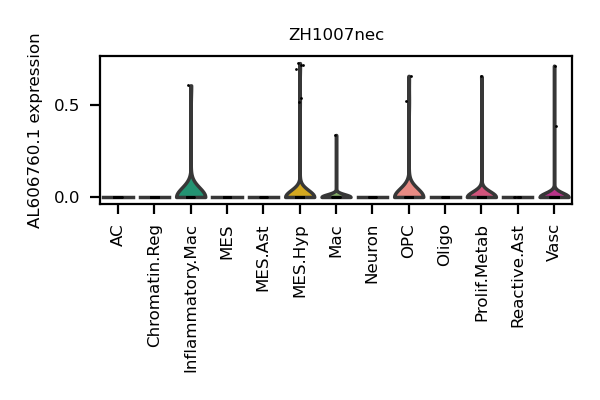 ZH1007nec
AL606760.1 expression
0.5
0.0
AC
Chromatin.Reg
Inflammatory.Mac
MES
MES.Ast
MES.Hyp
Mac
Neuron
OPC
Oligo
Prolif.Metab
Reactive.Ast
Vasc